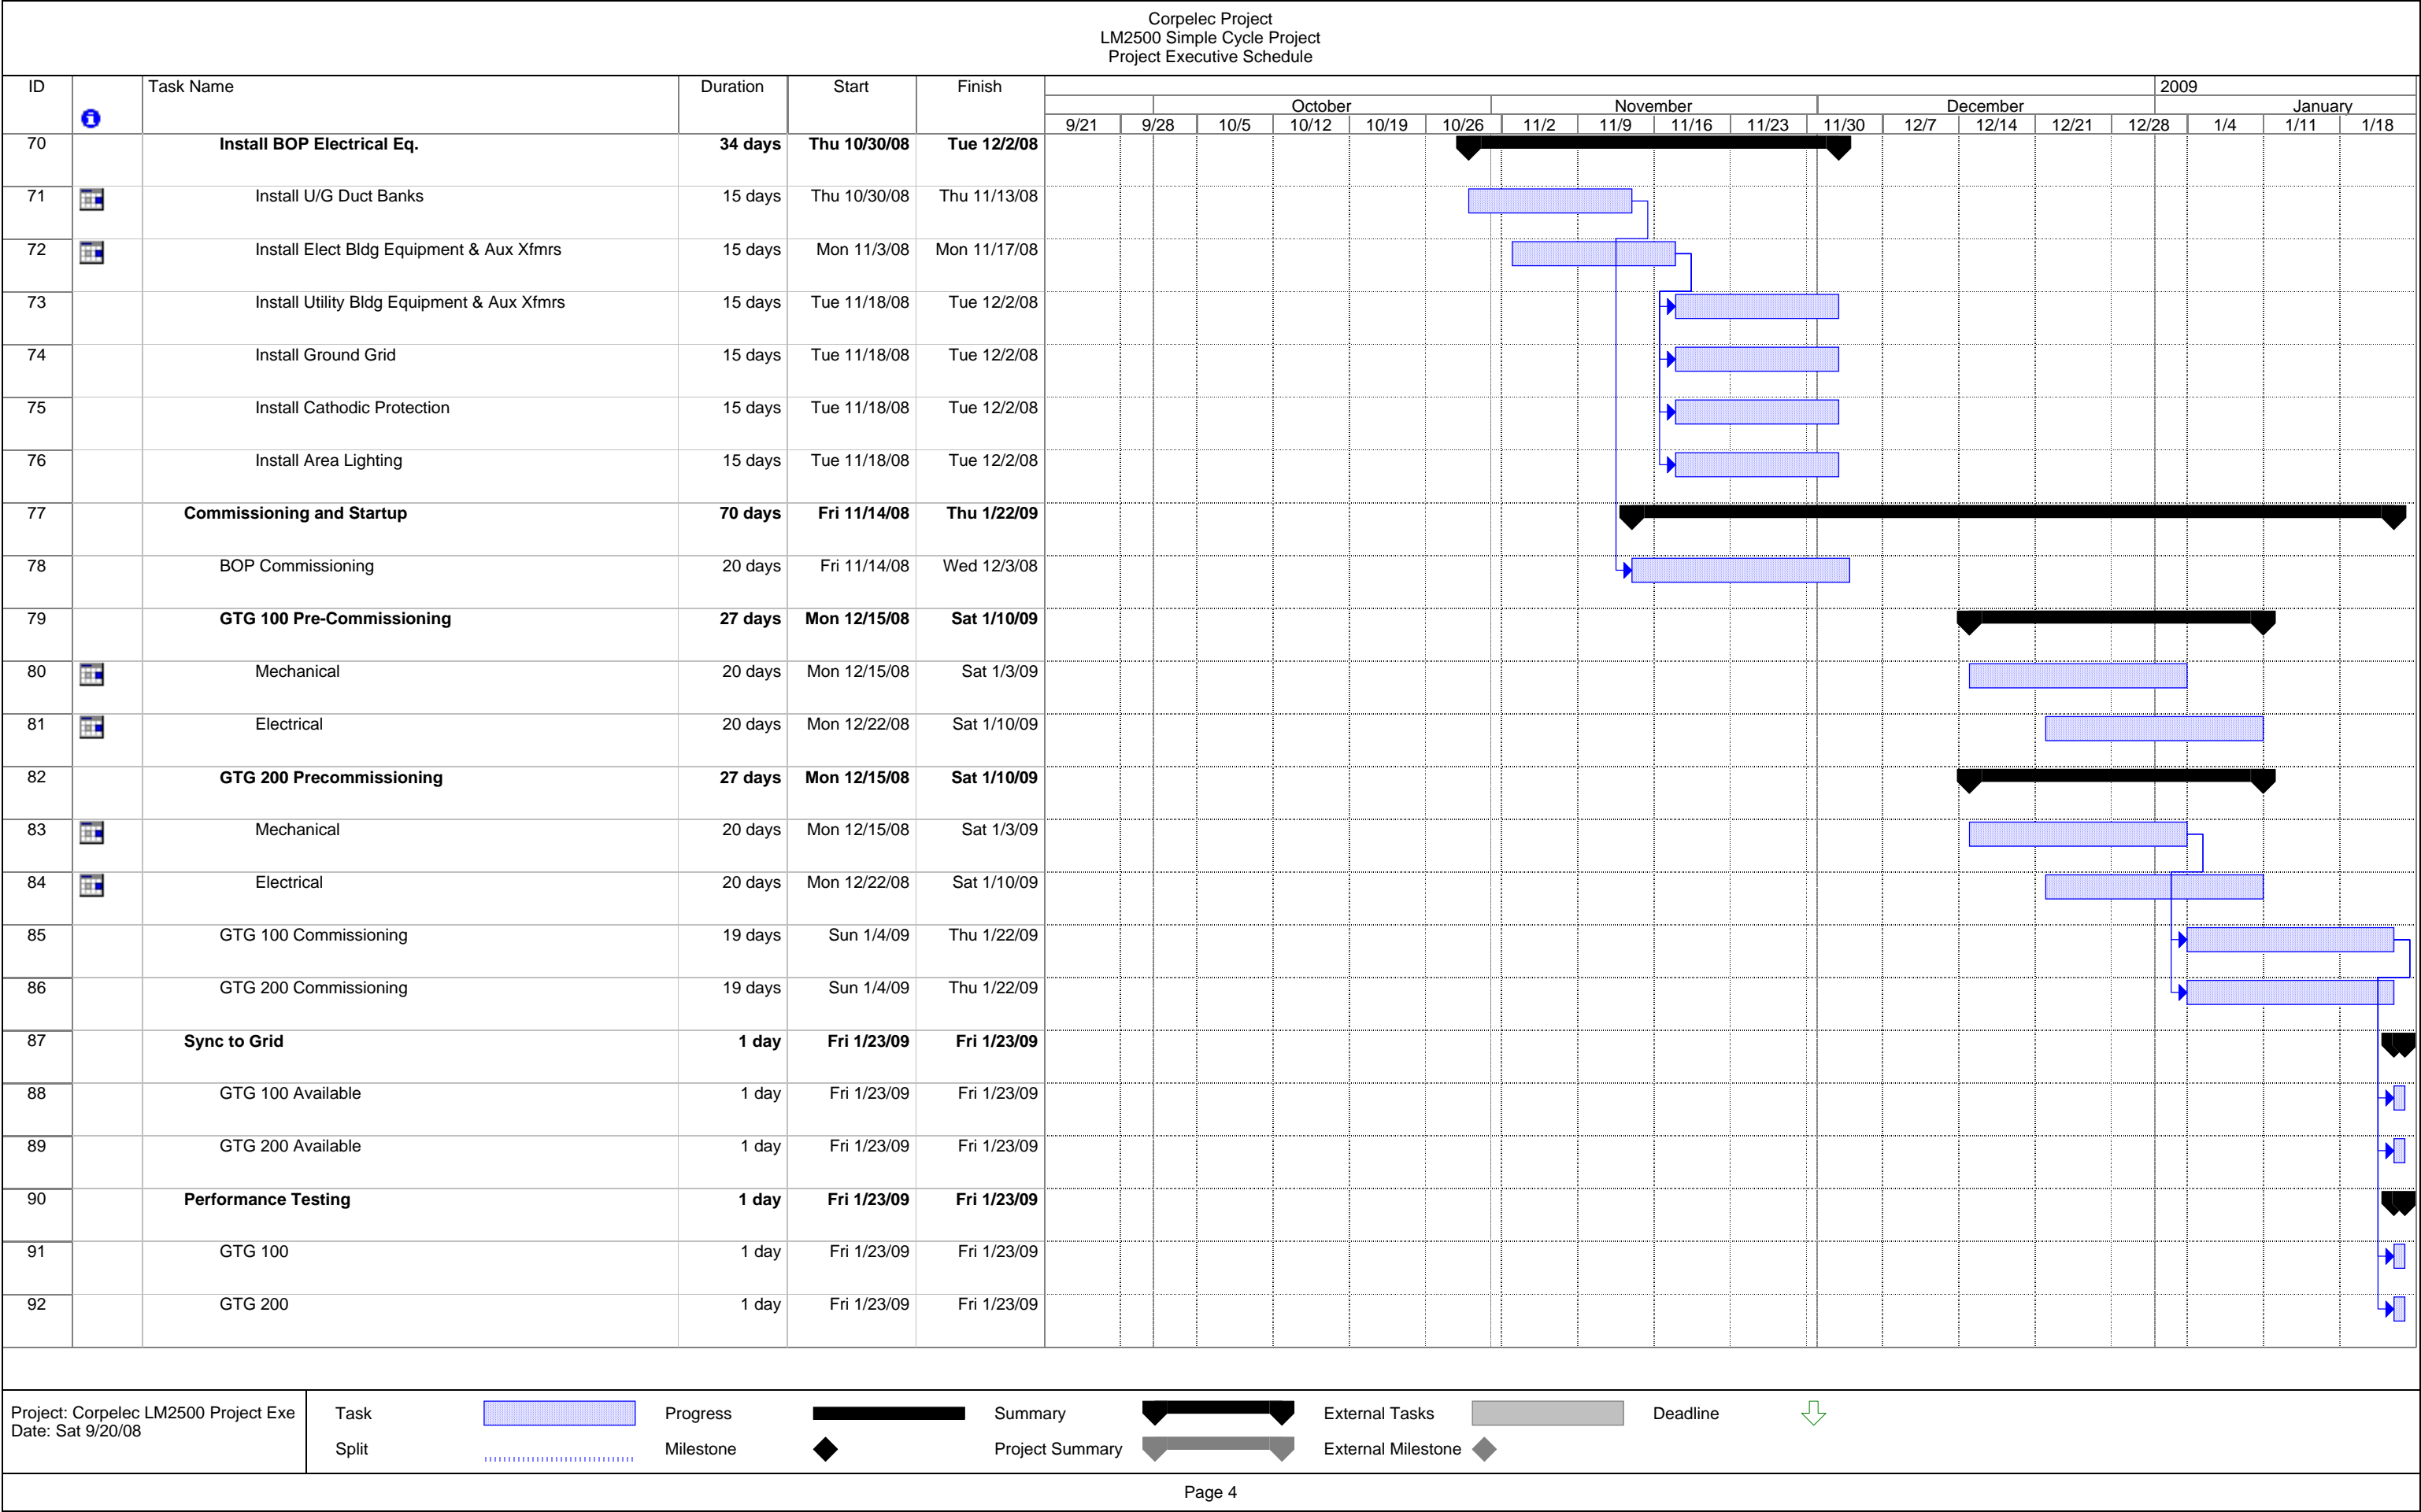 Corpelec Project
LM2500 Simple Cycle Project
Project Executive Schedule
ID Task Name Duration Start Finish 2009
October November December January
9/21 9/28 10/5 10/12 10/19 10/26 11/2 11/9 11/16 11/23 11/30 12/7 12/14 12/21 12/28 1/4 1/11 1/18
70 Install BOP Electrical Eq. 34 days Thu 10/30/08 Tue 12/2/08
71 Install U/G Duct Banks 15 days Thu 10/30/08 Thu 11/13/08
72 Install Elect Bldg Equipment & Aux Xfmrs 15 days Mon 11/3/08 Mon 11/17/08
73 Install Utility Bldg Equipment & Aux Xfmrs 15 days Tue 11/18/08 Tue 12/2/08
74 Install Ground Grid 15 days Tue 11/18/08 Tue 12/2/08
75 Install Cathodic Protection 15 days Tue 11/18/08 Tue 12/2/08
76 Install Area Lighting 15 days Tue 11/18/08 Tue 12/2/08
77 Commissioning and Startup 70 days Fri 11/14/08 Thu 1/22/09
78 BOP Commissioning 20 days Fri 11/14/08 Wed 12/3/08
79 GTG 100 Pre-Commissioning 27 days Mon 12/15/08 Sat 1/10/09
80 Mechanical 20 days Mon 12/15/08 Sat 1/3/09
81 Electrical 20 days Mon 12/22/08 Sat 1/10/09
82 GTG 200 Precommissioning 27 days Mon 12/15/08 Sat 1/10/09
83 Mechanical 20 days Mon 12/15/08 Sat 1/3/09
84 Electrical 20 days Mon 12/22/08 Sat 1/10/09
85 GTG 100 Commissioning 19 days Sun 1/4/09 Thu 1/22/09
86 GTG 200 Commissioning 19 days Sun 1/4/09 Thu 1/22/09
87 Sync to Grid 1 day Fri 1/23/09 Fri 1/23/09
88 GTG 100 Available 1 day Fri 1/23/09 Fri 1/23/09
89 GTG 200 Available 1 day Fri 1/23/09 Fri 1/23/09
90 Performance Testing 1 day Fri 1/23/09 Fri 1/23/09
91 GTG 100 1 day Fri 1/23/09 Fri 1/23/09
92 GTG 200 1 day Fri 1/23/09 Fri 1/23/09
Project: Corpelec LM2500 Project Exe
Date: Sat 9/20/08
Task Progress Summary External Tasks Deadline
Split Milestone Project Summary External Milestone
Page 4